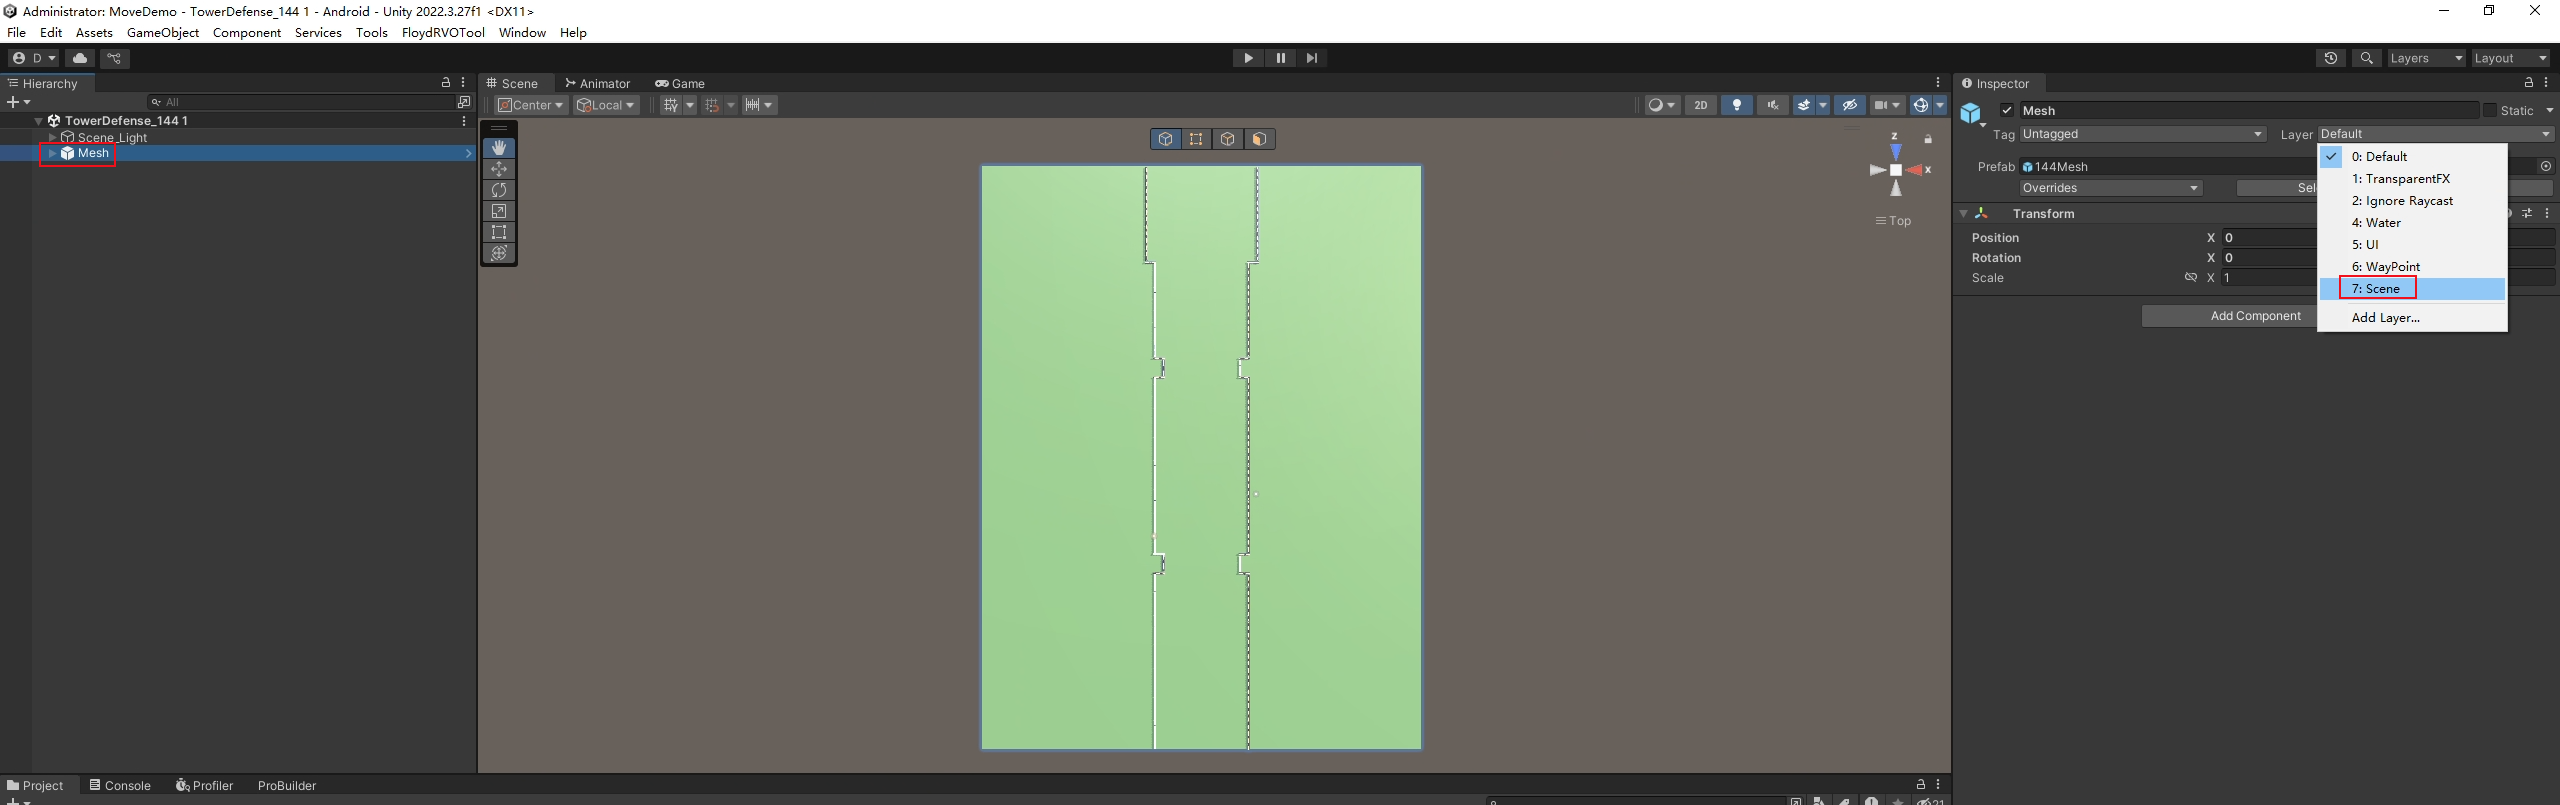 Administrator: MoveDemo - TowerDefense_144 1 - Android - Unity 2022.3.27f1 <DX11>
File Edit Assets GameObject Component Services Tools FloydRVOTool Window Help
D Layers Layout
Hierarchy Scene Animator Game Inspector
All Center Local 2D
TowerDefense_144 1
Scene_Light
Mesh
Mesh Static
Tag Untagged Layer Default
Prefab 144Mesh
Overrides
Transform
Position X 0
Rotation X 0
Scale X 1
Add Component
0: Default
1: TransparentFX
2: Ignore Raycast
4: Water
5: UI
6: WayPoint
7: Scene
Add Layer...
z
x
Top
Project Console Profiler ProBuilder
21